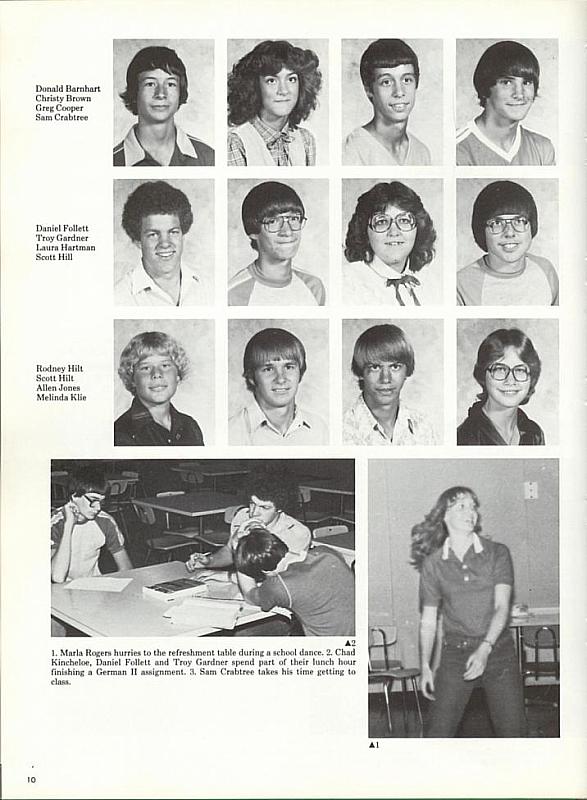 Donald Barnhart
Christy Brown
Greg Cooper
Sam Crabtree
Daniel Follett
Troy Gardner
Laura Hartman
Scott Hill
Rodney Hilt
Scott Hilt
Allen Jones
Melinda Klie
▲2
1. Marla Rogers hurries to the refreshment table during a school dance. 2. Chad
Kincheloe, Daniel Follett and Troy Gardner spend part of their lunch hour
finishing a German II assignment. 3. Sam Crabtree takes his time getting to
class.
▲1
10